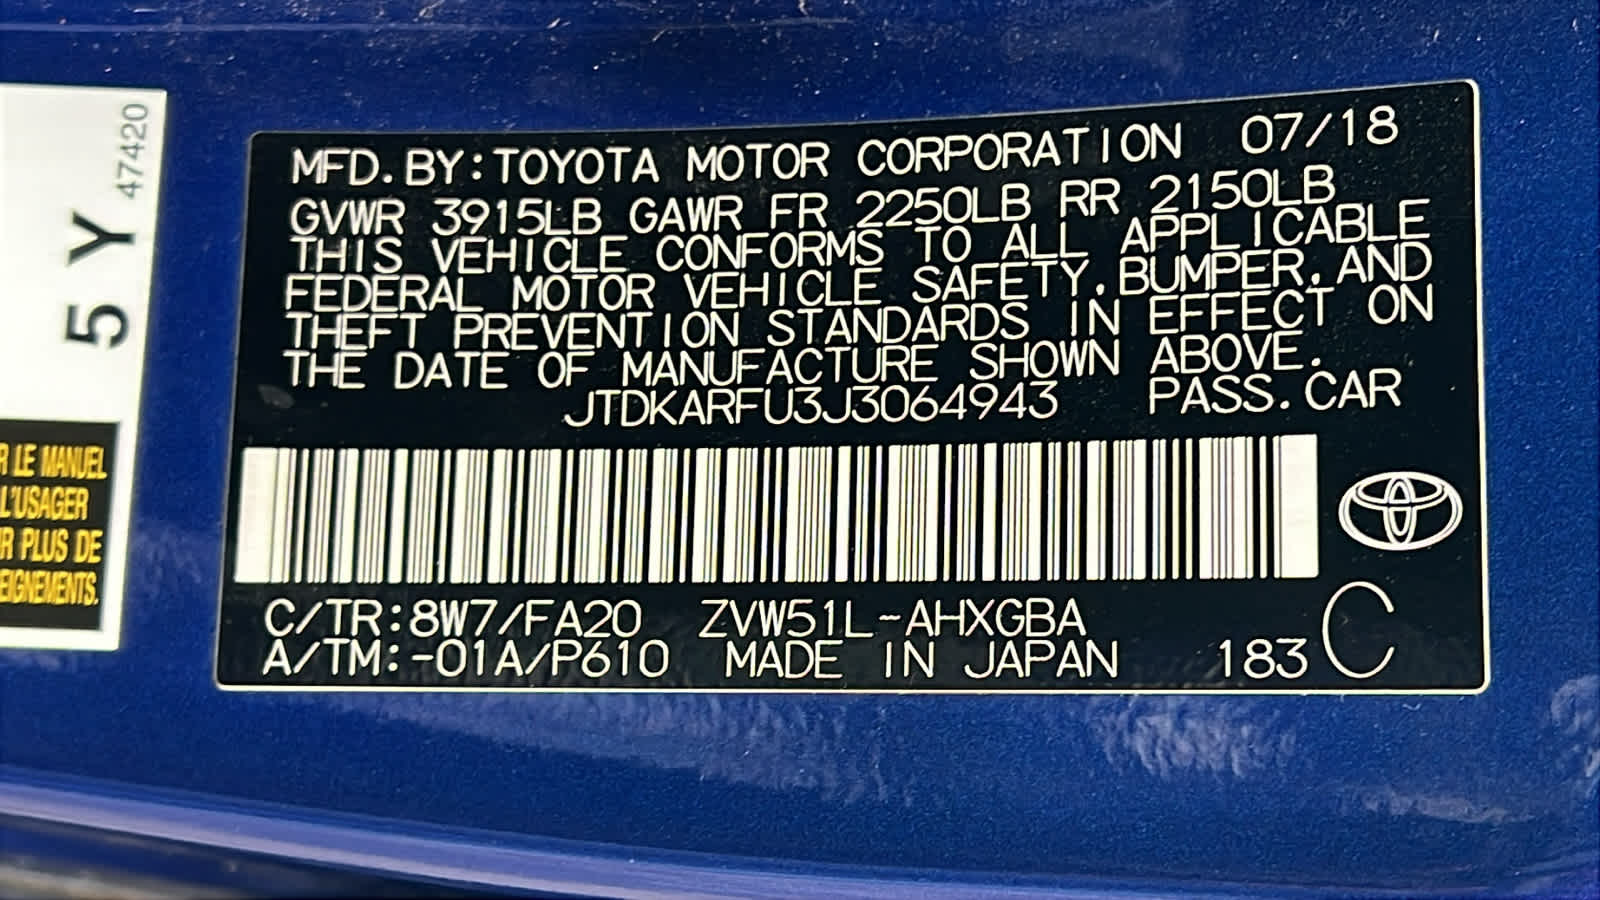 47420
5 Y
R LE MANUEL
L'USAGER
R PLUS DE
EIGNEMENTS.
MFD. BY: TOYOTA MOTOR CORPORATION 07/18
GVWR 3915LB GAWR FR 2250LB RR 2150LB
THIS VEHICLE CONFORMS TO ALL APPLICABLE
FEDERAL MOTOR VEHICLE SAFETY, BUMPER, AND
THEFT PREVENTION STANDARDS IN EFFECT ON
THE DATE OF MANUFACTURE SHOWN ABOVE.
JTDKARFU3J3064943 PASS. CAR
C/TR: 8W7/FA20 ZVW51L-AHXGBA
A/TM: -01A/P610 MADE IN JAPAN 183 C